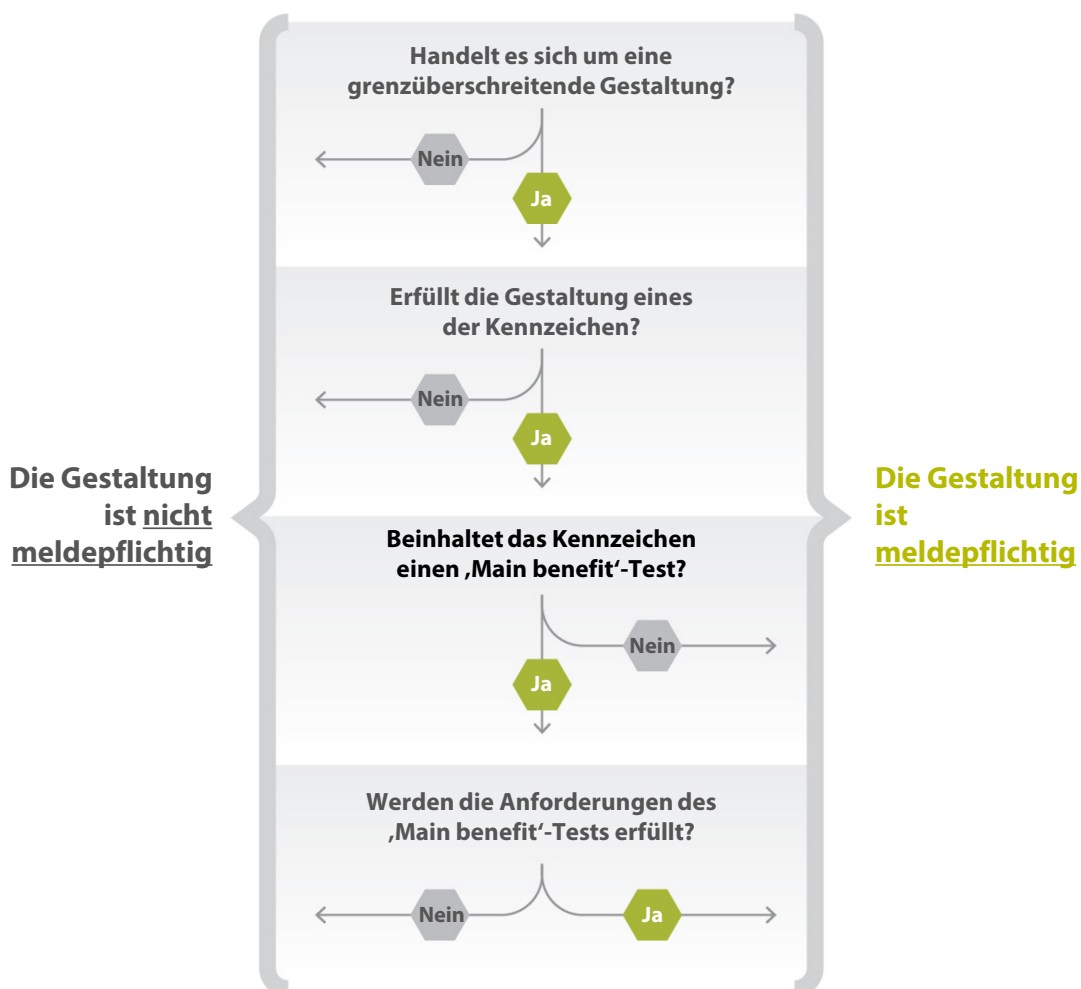 Handelt es sich um eine
grenzüberschreitende Gestaltung?
Nein
Ja
Erfüllt die Gestaltung eines
der Kennzeichen?
Nein
Ja
Die Gestaltung
ist nicht
meldepflichtig
Die Gestaltung
ist
meldepflichtig
Beinhaltet das Kennzeichen
einen ‚Main benefit‘-Test?
Nein
Ja
Werden die Anforderungen des
‚Main benefit‘-Tests erfüllt?
Nein
Ja